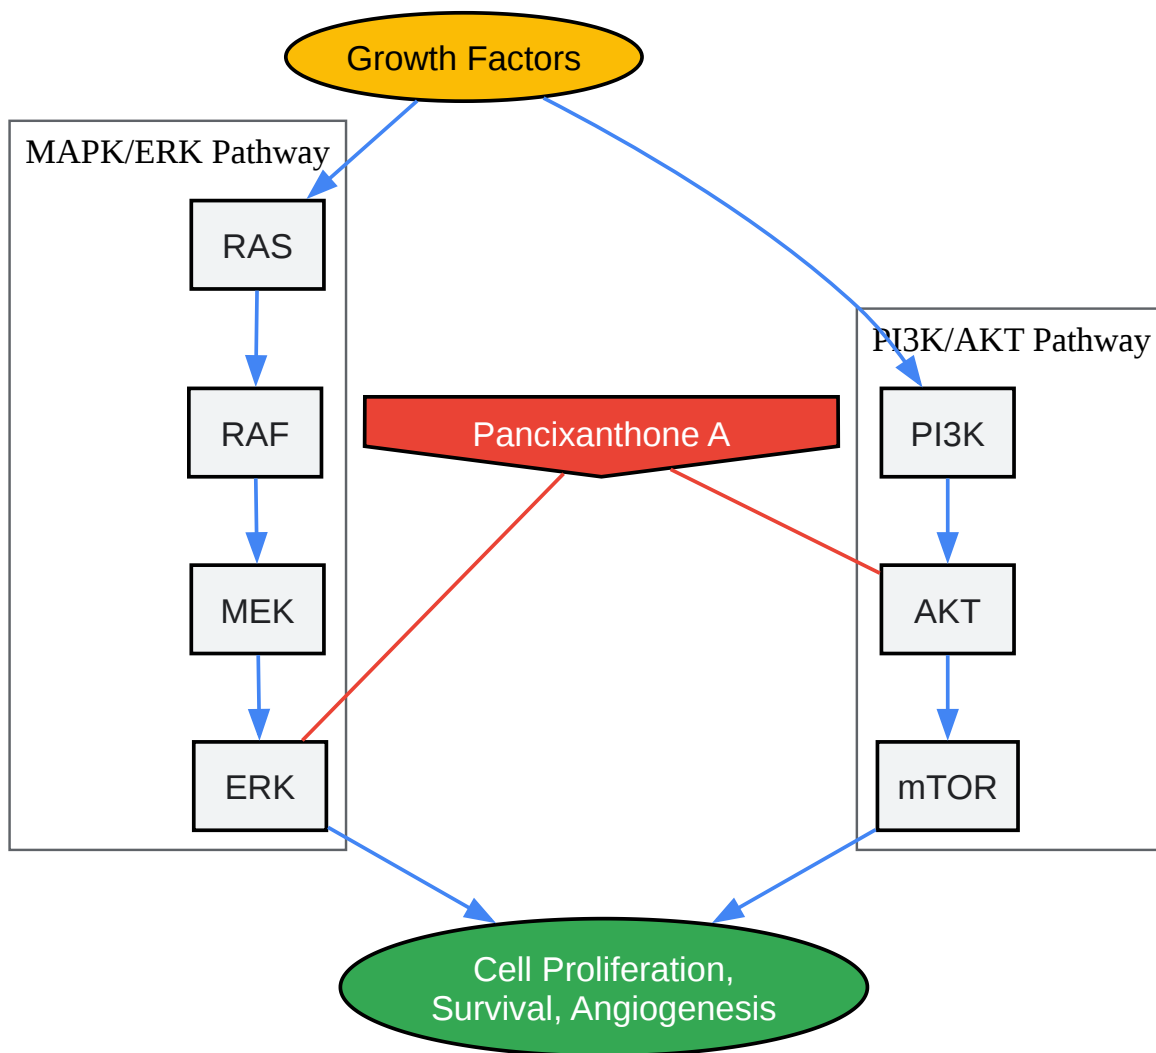 Growth Factors
MAPK/ERK Pathway
RAS
PI3K/AKT Pathway
RAF
Pancixanthone A
PI3K
MEK
AKT
ERK
mTOR
Cell Proliferation,
Survival, Angiogenesis